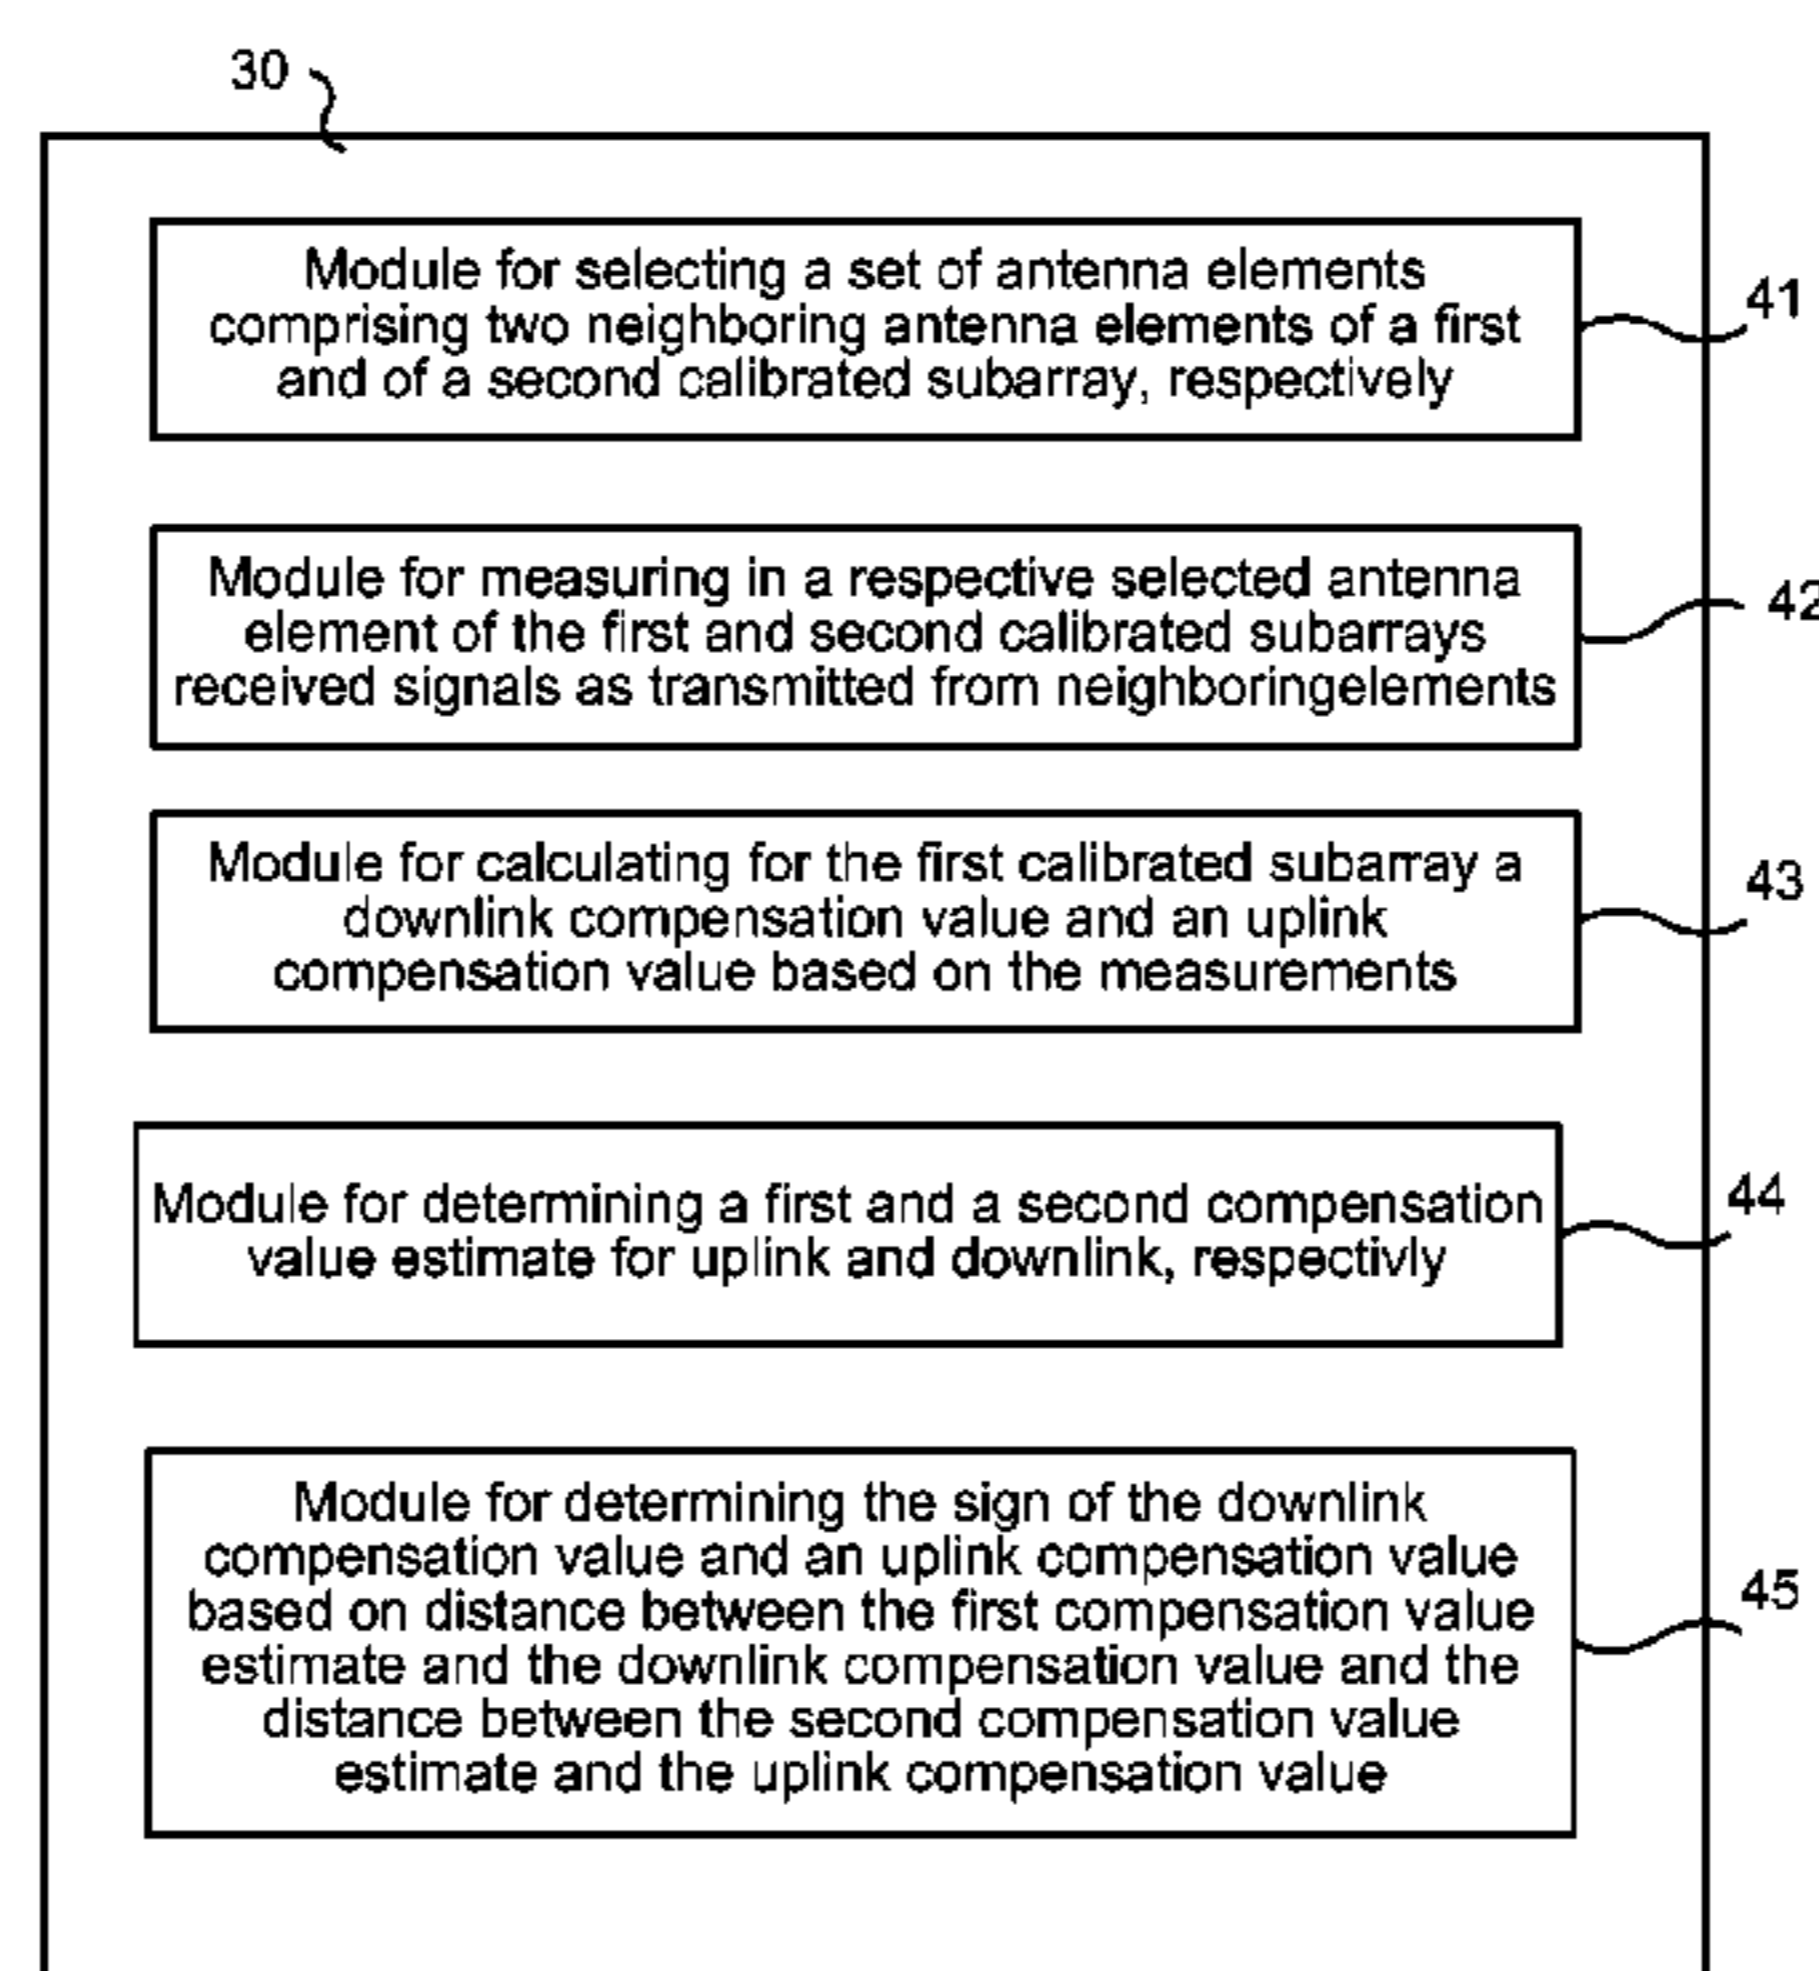 30
Module for selecting a set of antenna elements
comprising two neighboring antenna elements of a first
and of a second calibrated subarray, respectively
41
Module for measuring in a respective selected antenna
element of the first and second calibrated subarrays
received signals as transmitted from neighboringelements
42
Module for calculating for the first calibrated subarray a
downlink compensation value and an uplink
compensation value based on the measurements
43
Module for determining a first and a second compensation
value estimate for uplink and downlink, respectivly
44
Module for determining the sign of the downlink
compensation value and an uplink compensation value
based on distance between the first compensation value
estimate and the downlink compensation value and the
distance between the second compensation value
estimate and the uplink compensation value
45